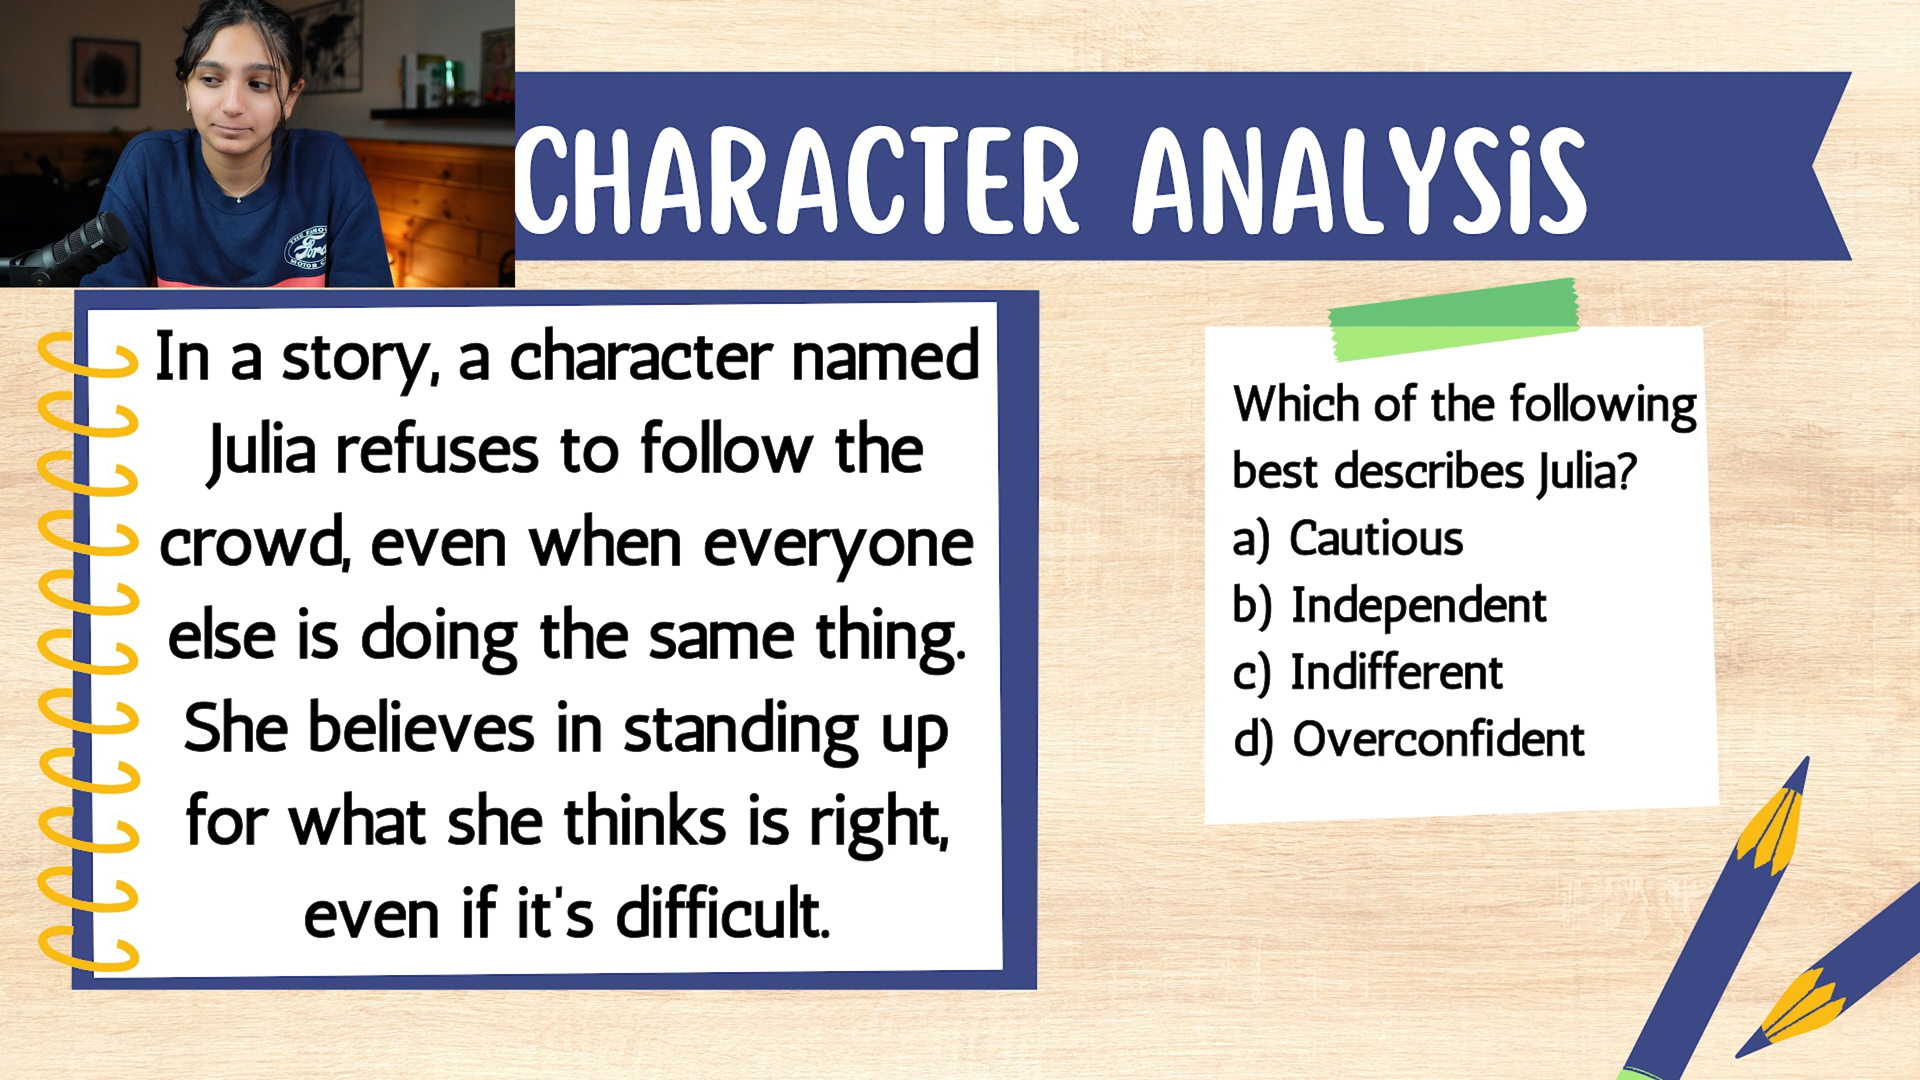 CHARACTER ANALYSiS
In a story, a character named
Julia refuses to follow the
crowd, even when everyone
else is doing the same thing.
She believes in standing up
for what she thinks is right,
even if it's difficult.
Which of the following
best describes Julia?
a) Cautious
b) Independent
c) Indifferent
d) Overconfident
Ford